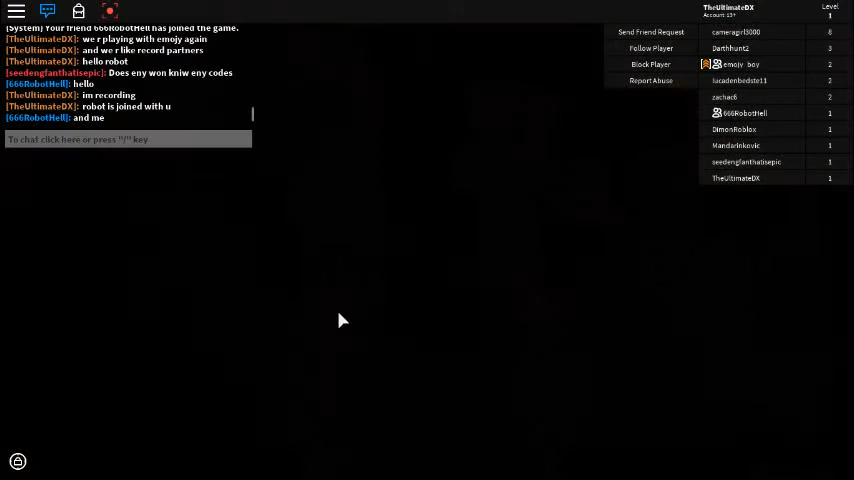 [System] Your friend 666RobotHell has joined the game.
[TheUltimateDX]: we r playing with emojy again
[TheUltimateDX]: and we r like record partners
[TheUltimateDX]: hello robot
[seedengfanthatisepic]: Does eny won kniw eny codes
[666RobotHell]: hello
[TheUltimateDX]: im recording
[TheUltimateDX]: robot is joined with u
[666RobotHell]: and me
To chat click here or press "/" key
TheUltimateDX
Account: 13+
Level
1
Send Friend Request
Follow Player
Block Player
Report Abuse
cameragirl3000 8
Darthhunt2 3
emojy_boy 2
lucadenbedste11 2
zachac6 2
666RobotHell 1
DimonRoblox 1
Mandarinkovic 1
seedengfanthatisepic 1
TheUltimateDX 1